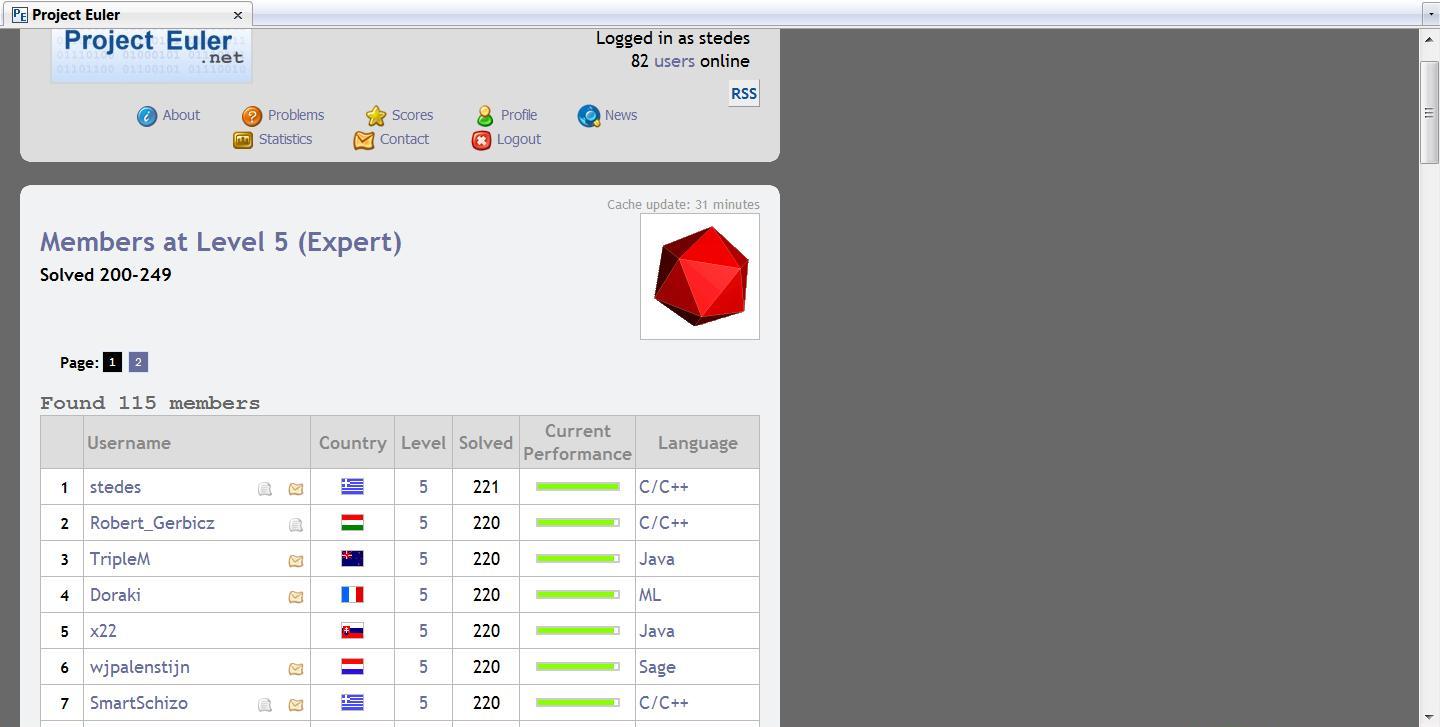 Project Euler
Project Euler
.net
Logged in as stedes
82 users online
RSS
About Problems Scores Profile News
Statistics Contact Logout
Cache update: 31 minutes
Members at Level 5 (Expert)
Solved 200-249
Page: 1 2
Found 115 members
Username Country Level Solved Current Performance Language
1 stedes 5 221 C/C++
2 Robert_Gerbicz 5 220 C/C++
3 TripleM 5 220 Java
4 Doraki 5 220 ML
5 x22 5 220 Java
6 wjpalenstijn 5 220 Sage
7 SmartSchizo 5 220 C/C++